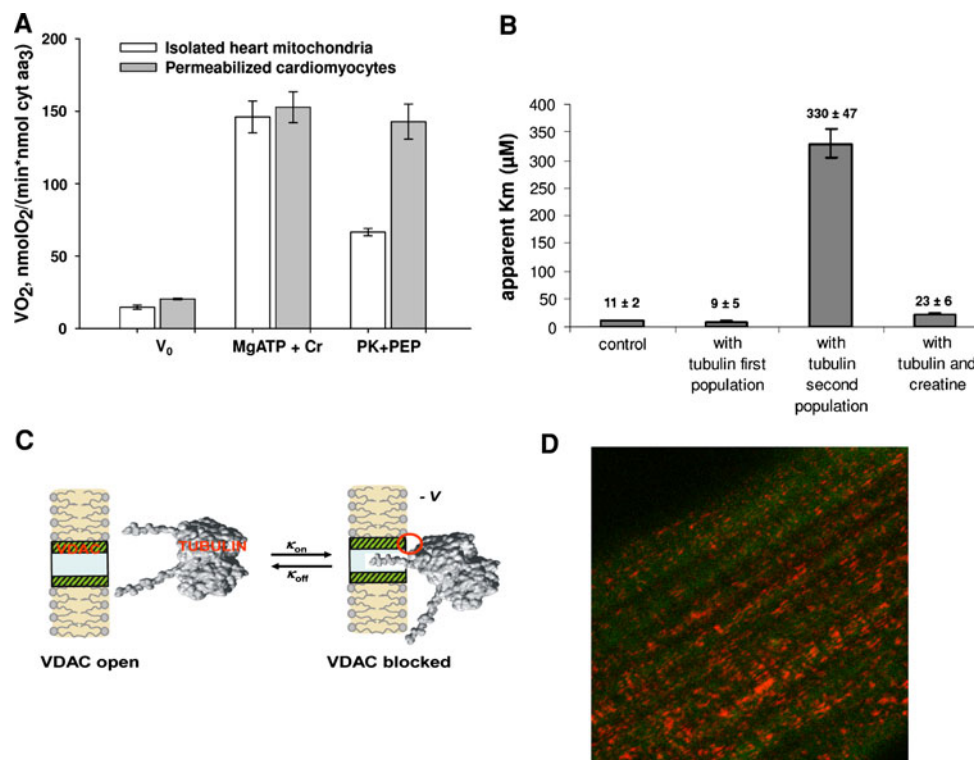 A
VO2, nmolO2/(min*nmol cyt aa3)
200
150
100
50
0
Isolated heart mitochondria
Permeabilized cardiomyocytes
V0
MgATP + Cr
PK+PEP
B
apparent Km (µM)
400
350
300
250
200
150
100
50
0
11 ± 2
9 ± 5
330 ± 47
23 ± 6
control
with
tubulin first
population
with
tubulin
second
population
with
tubulin and
creatine
C
VDAC
TUBULIN
κon
κoff
- V
VDAC open
VDAC blocked
D